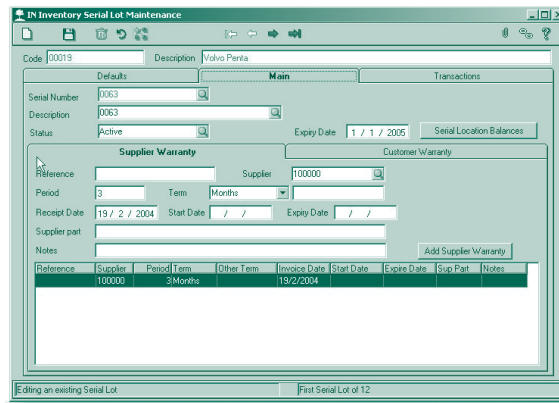 IN Inventory Serial Lot Maintenance
Code 00019 Description Volvo Penta
Defaults Main Transactions
Serial Number 0063
Description 0063
Status Active Expiry Date 1 / 1 / 2005 Serial Location Balances
Supplier Warranty Customer Warranty
Reference Supplier 100000
Period 3 Term Months
Receipt Date 19 / 2 / 2004 Start Date / / Expiry Date / /
Supplier part
Notes Add Supplier Warranty
Reference Supplier Period Term Other Term Invoice Date Start Date Expire Date Sup Part Notes
100000 3 Months 19/2/2004
Editing an existing Serial Lot First Serial Lot of 12